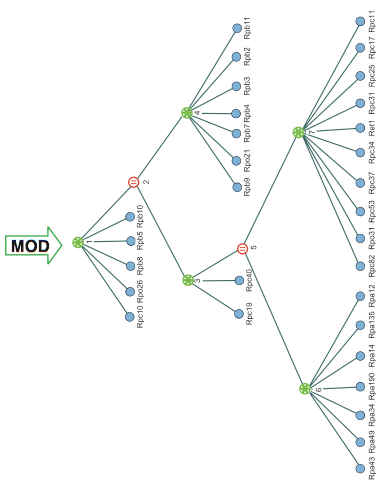 MOD
1
2
3
4
5
6
7
Rpb10
Rpb5
Rpb8
Rpo26
Rpc10
Rpb11
Rpb2
Rpb3
Rpb4
Rpb7
Rpo21
Rpb9
Rpc40
Rpc19
Rpc11
Rpc17
Rpc25
Rpc31
Ret1
Rpc34
Rpc37
Rpc53
Rpo31
Rpc82
Rpa12
Rpa135
Rpa14
Rpa190
Rpa34
Rpa49
Rpa43